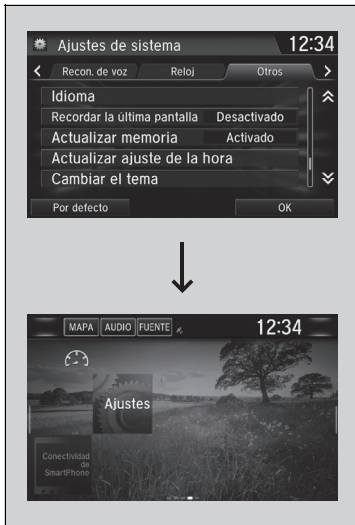 Ajustes de sistema
12:34
Recon. de voz
Reloj
Otros
Idioma
Recordar la última pantalla Desactivado
Actualizar memoria Activado
Actualizar ajuste de la hora
Cambiar el tema
Por defecto
OK
MAPA AUDIO FUENTE
12:34
Ajustes
Conectividad
de
SmartPhone